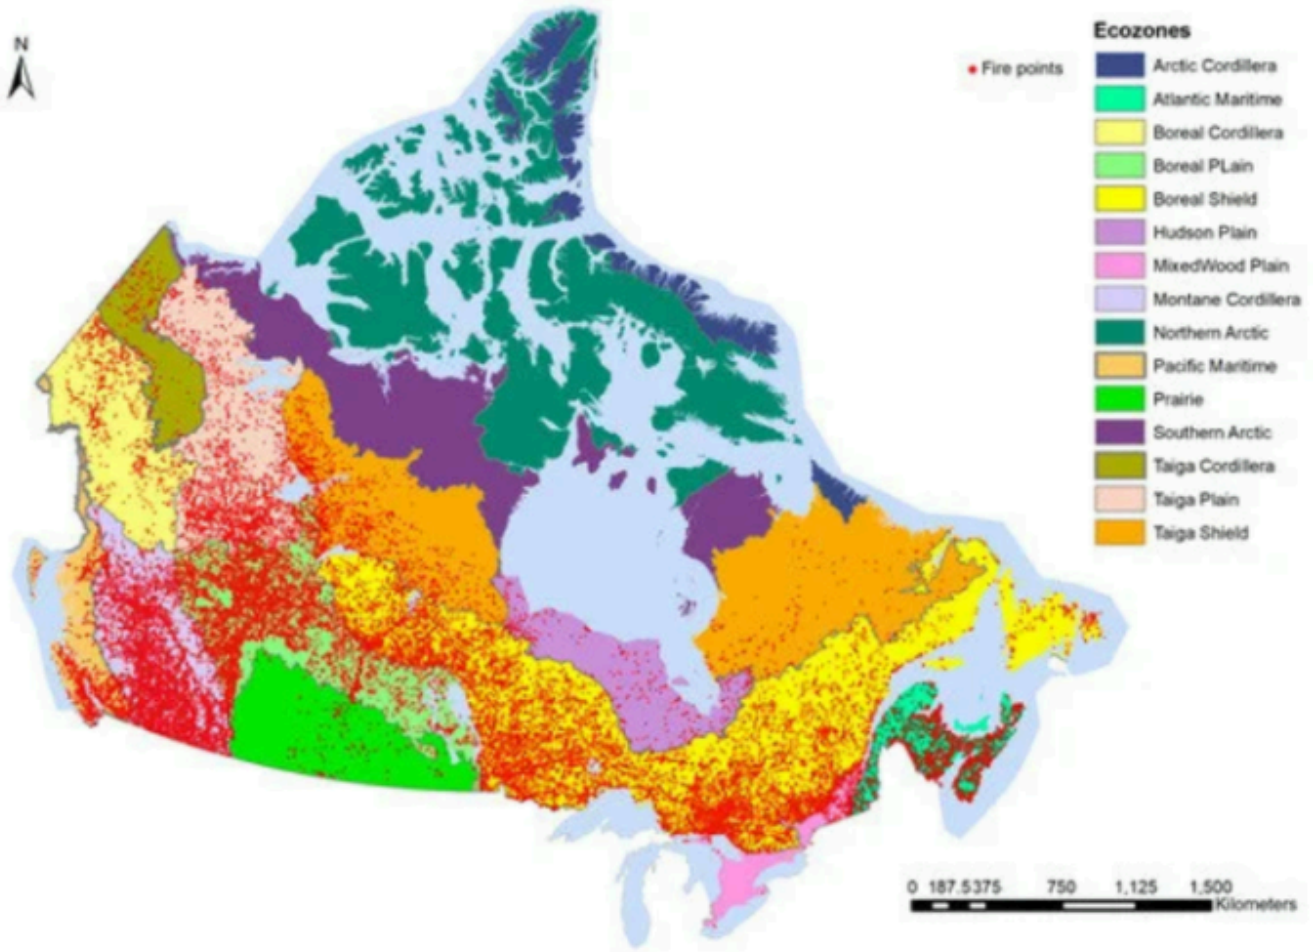 N
Ecozones
Fire points
Arctic Cordillera
Atlantic Maritime
Boreal Cordillera
Boreal PLain
Boreal Shield
Hudson Plain
MixedWood Plain
Montane Cordillera
Northern Arctic
Pacific Maritime
Prairie
Southern Arctic
Taiga Cordillera
Taiga Plain
Taiga Shield
0 187.5 375 750 1,125 1,500
Kilometers